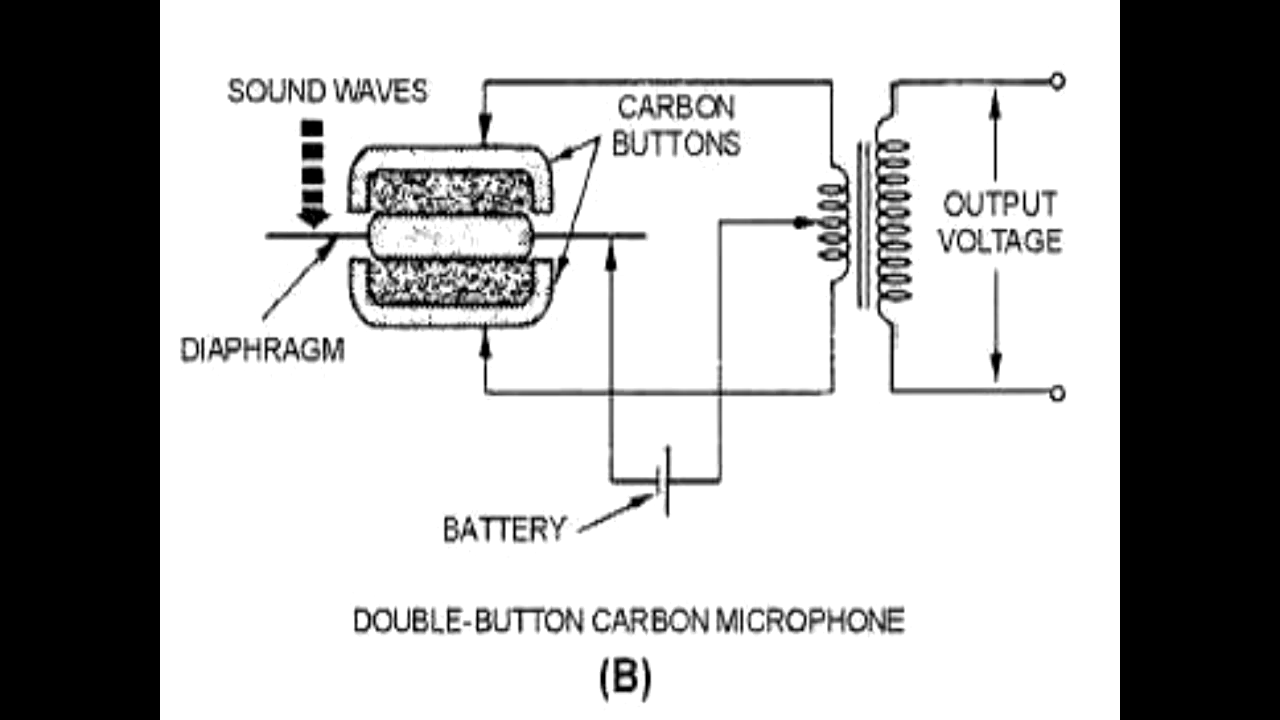 SOUND WAVES
CARBON
BUTTONS
OUTPUT
VOLTAGE
DIAPHRAGM
BATTERY
DOUBLE-BUTTON CARBON MICROPHONE
(B)